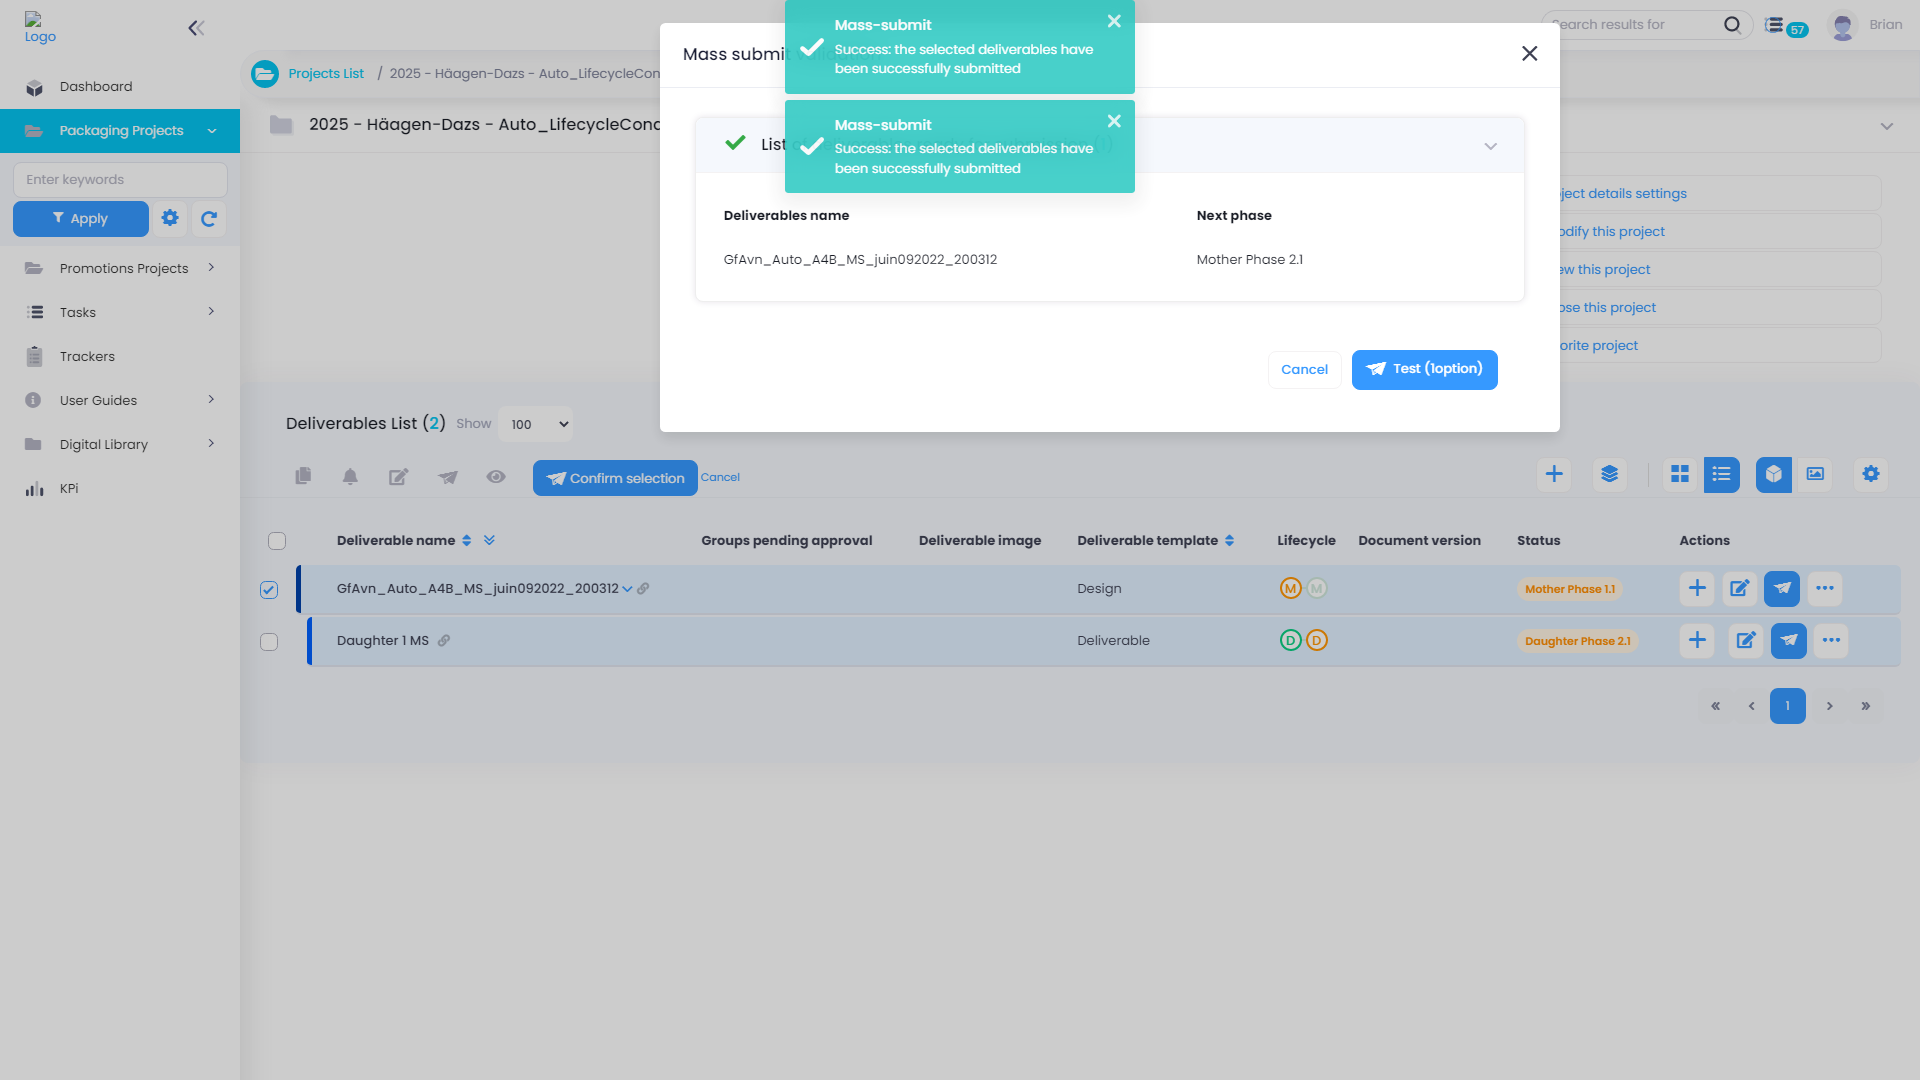 Logo
Dashboard
Packaging Projects
Enter keywords
Apply
Promotions Projects
Tasks
Trackers
User Guides
Digital Library
KPi
Projects List / 2025 - Häagen-Dazs - Auto_LifecycleCon
Search results for
57
Brian
2025 - Häagen-Dazs - Auto_LifecycleCon
Mass submit
Mass-submit
Success: the selected deliverables have
been successfully submitted
Mass-submit
Success: the selected deliverables have
been successfully submitted
List
Deliverables name
Next phase
GfAvn_Auto_A4B_MS_juin092022_200312
Mother Phase 2.1
Cancel
Test (1option)
ject details settings
odify this project
ew this project
ose this project
orite project
Deliverables List (2) Show 100
Confirm selection
Cancel
Deliverable name
Groups pending approval
Deliverable image
Deliverable template
Lifecycle
Document version
Status
Actions
GfAvn_Auto_A4B_MS_juin092022_200312
Design
M M
Mother Phase 1.1
Daughter 1 MS
Deliverable
D D
Daughter Phase 2.1
« ‹ 1 › »